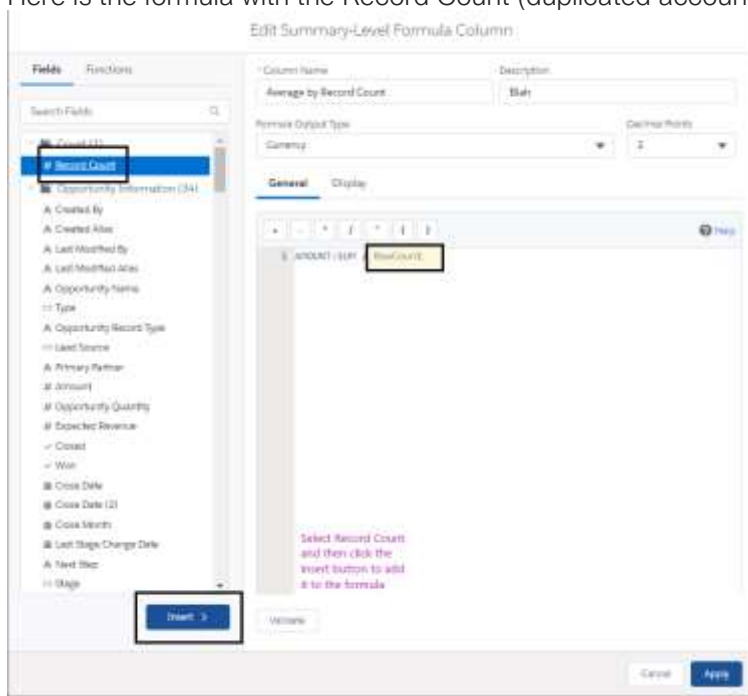 Here is the formula with the Record Count (duplicated accoun
Edit Summary-Level Formula Column
Fields Functions
Search Fields
# Record Count
Opportunity Information (34)
A Created By
A Created Alias
A Last Modified By
A Last Modified Alias
A Opportunity Name
Type
A Opportunity Record Type
Lead Source
A Primary Partner
# Amount
# Opportunity Quantity
# Expected Revenue
Closed
Won
Close Date
Close Date (2)
Close Month
Last Stage Change Date
A Next Step
Stage
Insert >
* Column Name
Average by Record Count
Description
Blah
Formula Output Type
Currency
Decimal Points
2
General Display
+ - * / ^ ( )
Help
1 AMOUNT:SUM / RowCount
Select Record Count
and then click the
Insert button to add
it to the formula
Validate
Cancel Apply